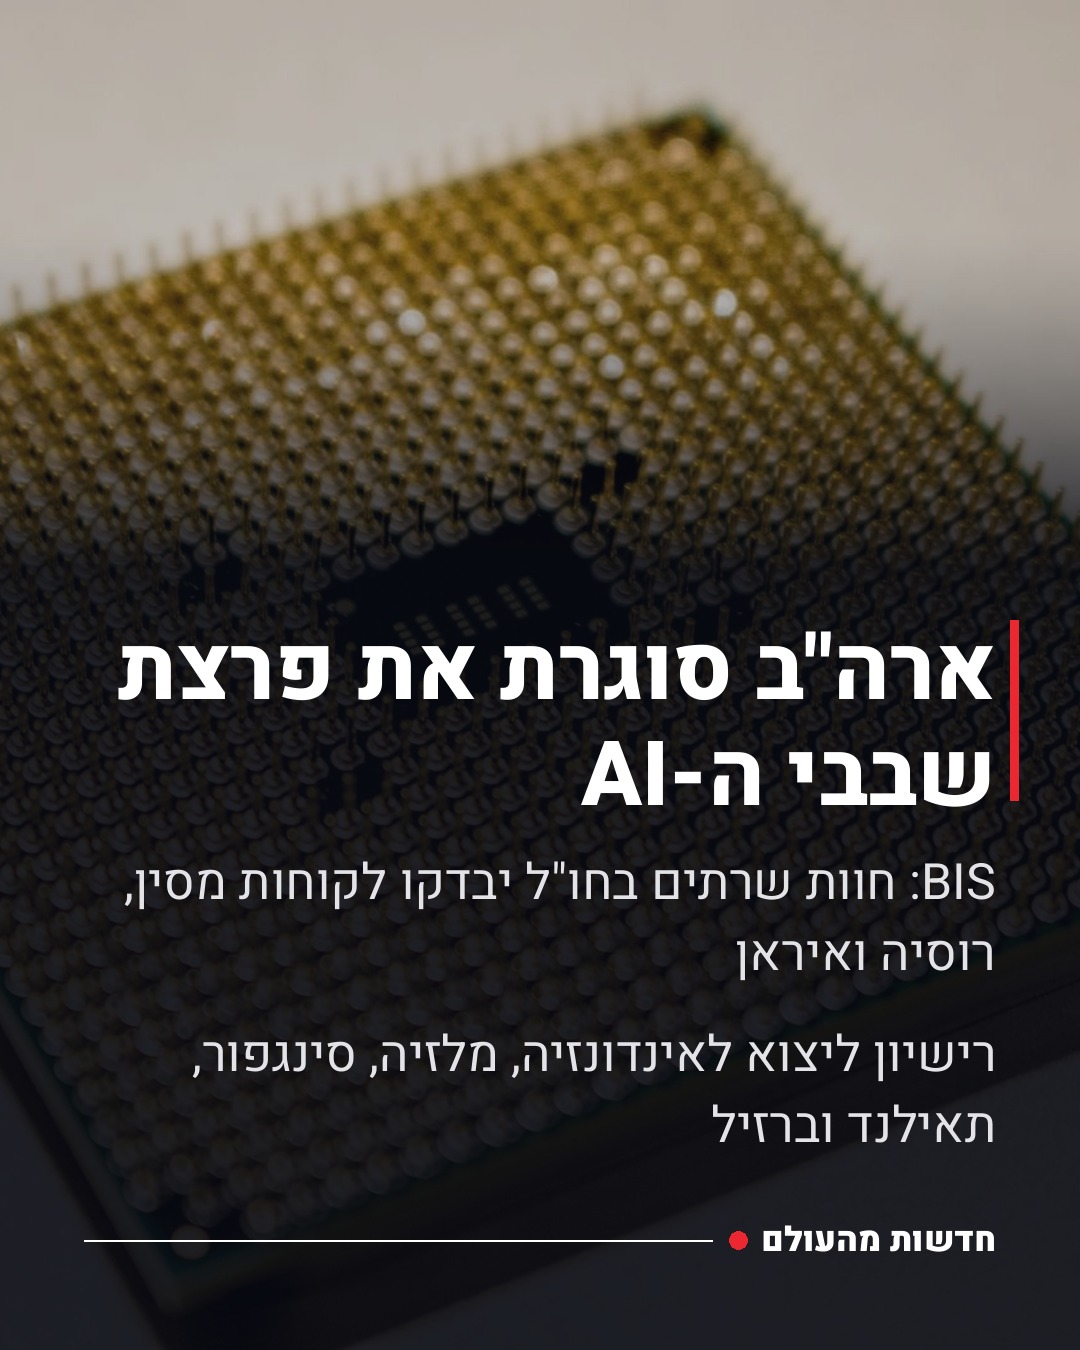 ארה"ב סוגרת את פרצת
שבבי ה-AI
BIS: חוות שרתים בחו"ל יבדקו לקוחות מסין,
רוסיה ואיראן
רישיון ליצוא לאינדונזיה, מלזיה, סינגפור,
תאילנד וברזיל
חדשות מהעולם